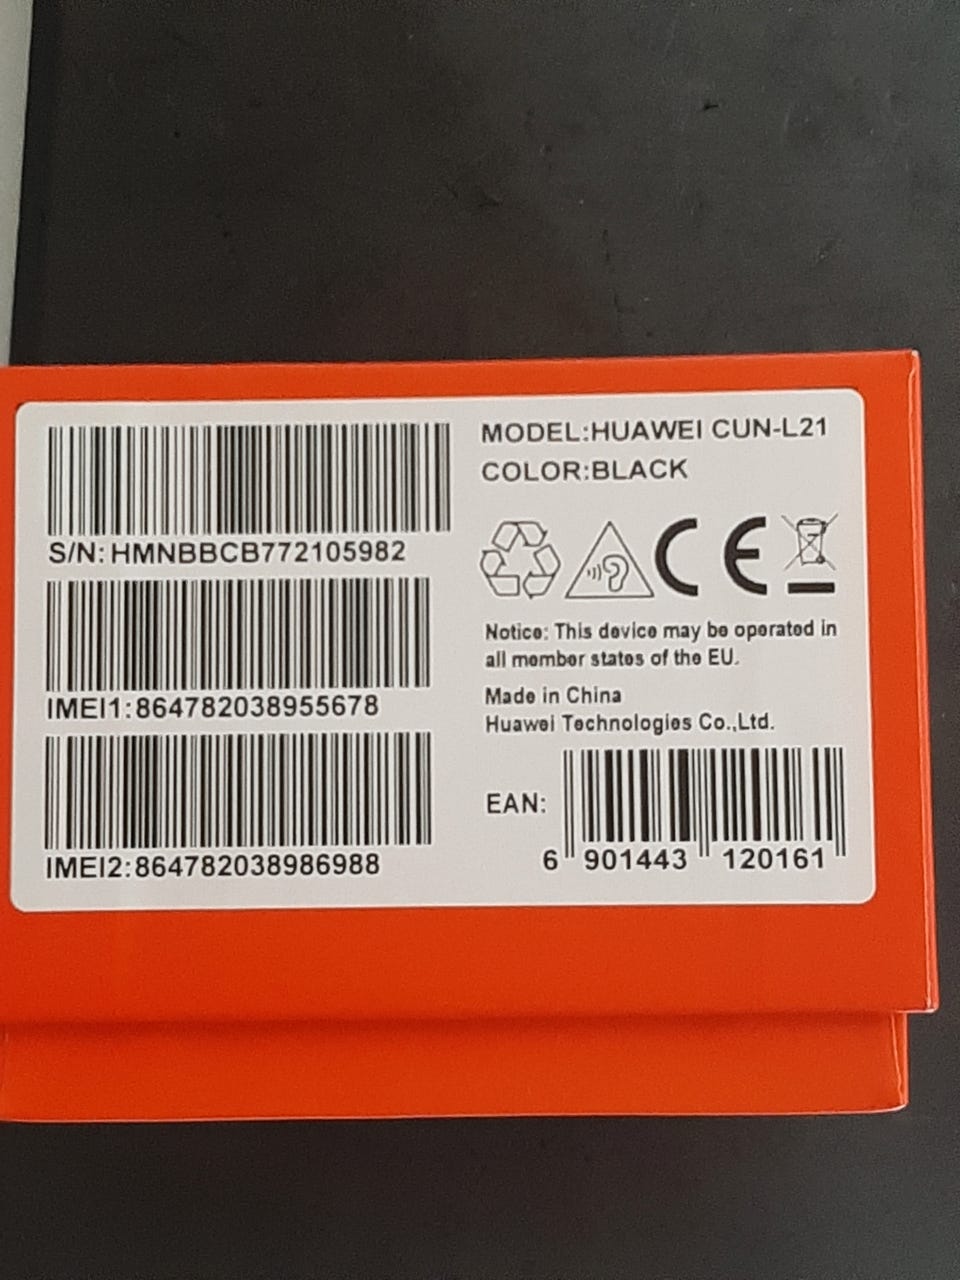 S/N: HMNBBCB772105982
IMEI1:864782038955678
IMEI2:864782038986988
MODEL:HUAWEI CUN-L21
COLOR:BLACK
CE
Notice: This device may be operated in
all member states of the EU.
Made in China
Huawei Technologies Co.,Ltd.
EAN:
6 901443 120161